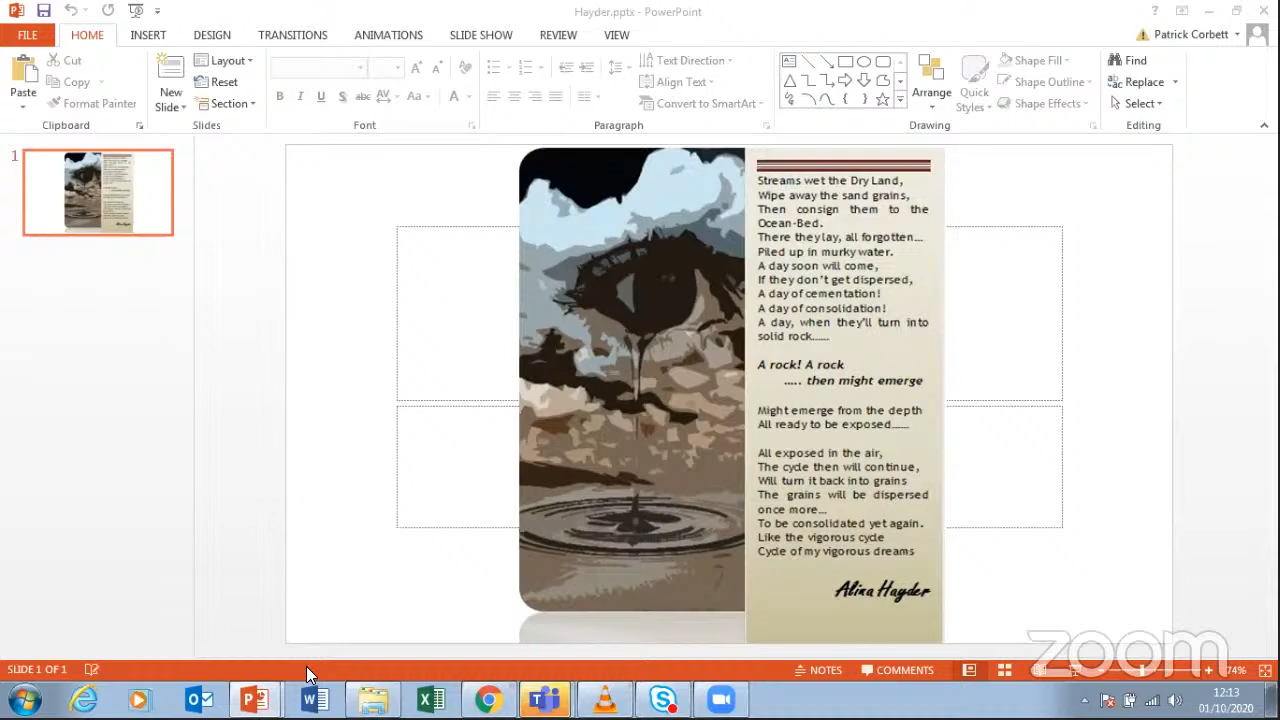 Hayder.pptx - PowerPoint
FILE HOME INSERT DESIGN TRANSITIONS ANIMATIONS SLIDE SHOW REVIEW VIEW
Patrick Corbett
Paste
Cut
Copy
Format Painter
Clipboard
New
Slide
Layout
Reset
Section
Slides
B I U S abc AV Aa A
Font
Text Direction
Align Text
Convert to SmartArt
Paragraph
Arrange
Quick
Styles
Shape Fill
Shape Outline
Shape Effects
Drawing
Find
Replace
Select
Editing
1
Streams wet the Dry Land,
Wipe away the sand grains,
Then consign them to the
Ocean-Bed.
There they lay, all forgotten...
Piled up in murky water.
A day soon will come,
If they don't get dispersed,
A day of cementation!
A day of consolidation!
A day, when they'll turn into
solid rock......
A rock! A rock
..... then might emerge
Might emerge from the depth
All ready to be exposed......
All exposed in the air,
The cycle then will continue,
Will turn it back into grains
The grains will be dispersed
once more...
To be consolidated yet again.
Like the vigorous cycle
Cycle of my vigorous dreams
Alina Hayder
zoom
SLIDE 1 OF 1
NOTES
COMMENTS
74%
12:13
01/10/2020